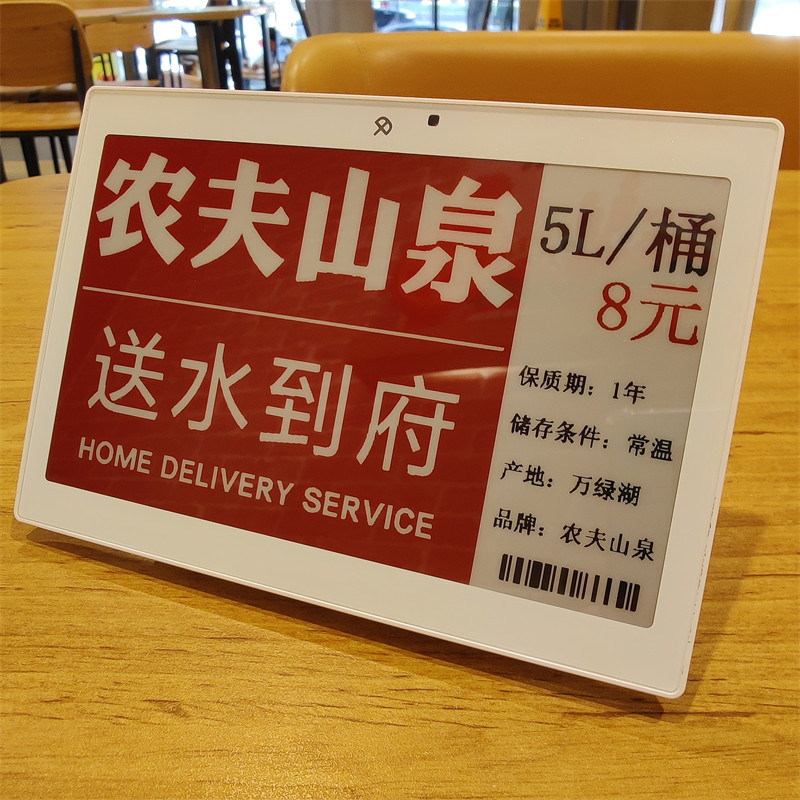 农夫山泉
送水到府
HOME DELIVERY SERVICE
5L/桶
8元
保质期：1年
储存条件：常温
产地：万绿湖
品牌：农夫山泉